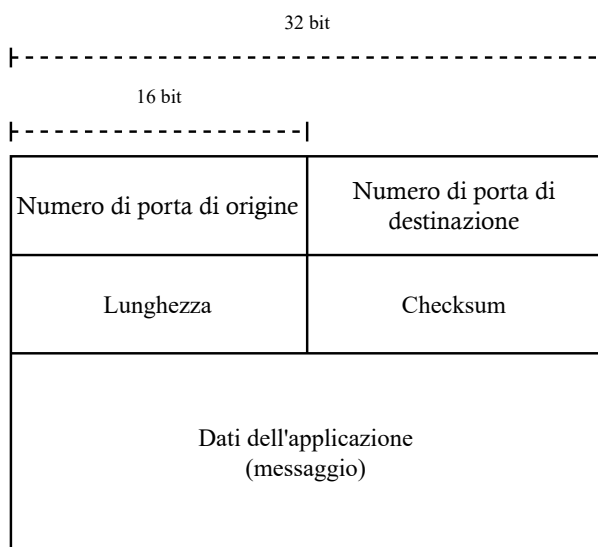 32 bit
16 bit
Numero di porta di origine
Numero di porta di
destinazione
Lunghezza
Checksum
Dati dell'applicazione
(messaggio)